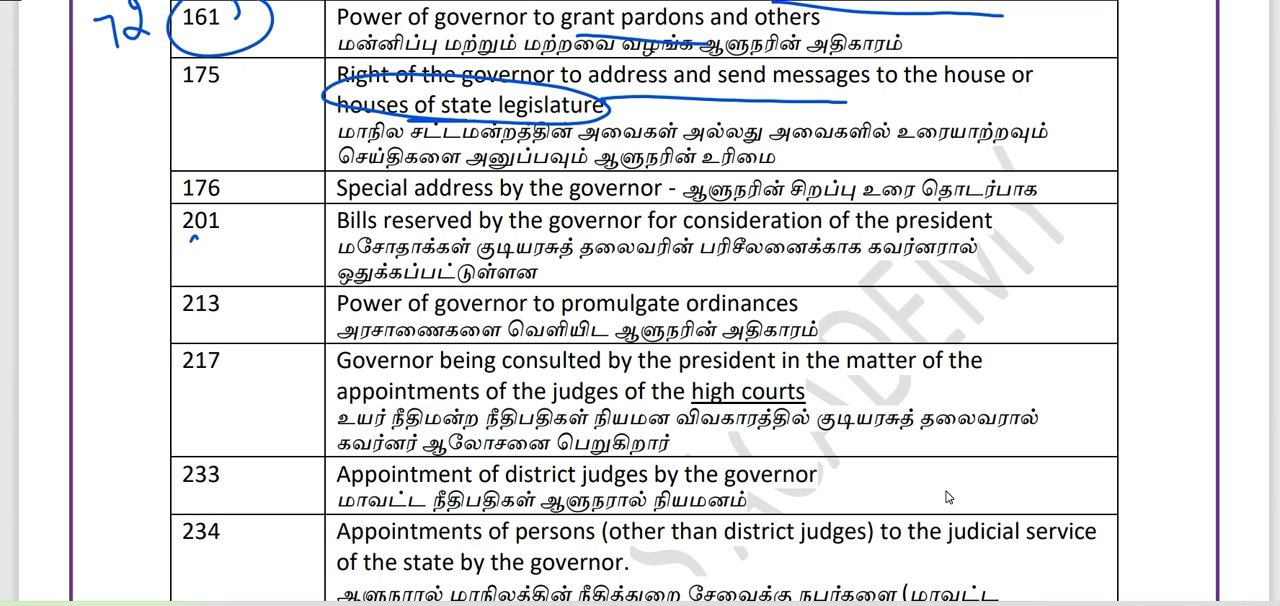 72
161
Power of governor to grant pardons and others
மன்னிப்பு மற்றும் மற்றவை வழங்க ஆளுநரின் அதிகாரம்
175
Right of the governor to address and send messages to the house or
houses of state legislature
மாநில சட்டமன்றத்தின் அவைகள் அல்லது அவைகளில் உரையாற்றவும்
செய்திகளை அனுப்பவும் ஆளுநரின் உரிமை
176
Special address by the governor - ஆளுநரின் சிறப்பு உரை தொடர்பாக
201
Bills reserved by the governor for consideration of the president
மசோதாக்கள் குடியரசுத் தலைவரின் பரிசீலனைக்காக கவர்னரால்
ஒதுக்கப்பட்டுள்ளன
213
Power of governor to promulgate ordinances
அரசாணைகளை வெளியிட ஆளுநரின் அதிகாரம்
217
Governor being consulted by the president in the matter of the
appointments of the judges of the high courts
உயர் நீதிமன்ற நீதிபதிகள் நியமன விவகாரத்தில் குடியரசுத் தலைவரால்
கவர்னர் ஆலோசனை பெறுகிறார்
233
Appointment of district judges by the governor
மாவட்ட நீதிபதிகள் ஆளுநரால் நியமனம்
234
Appointments of persons (other than district judges) to the judicial service
of the state by the governor.
ஆளுநரால் மாநிலத்தின் நீதித்துறை சேவைக்கு நபர்களை (மாவட்ட
S ACADEMY